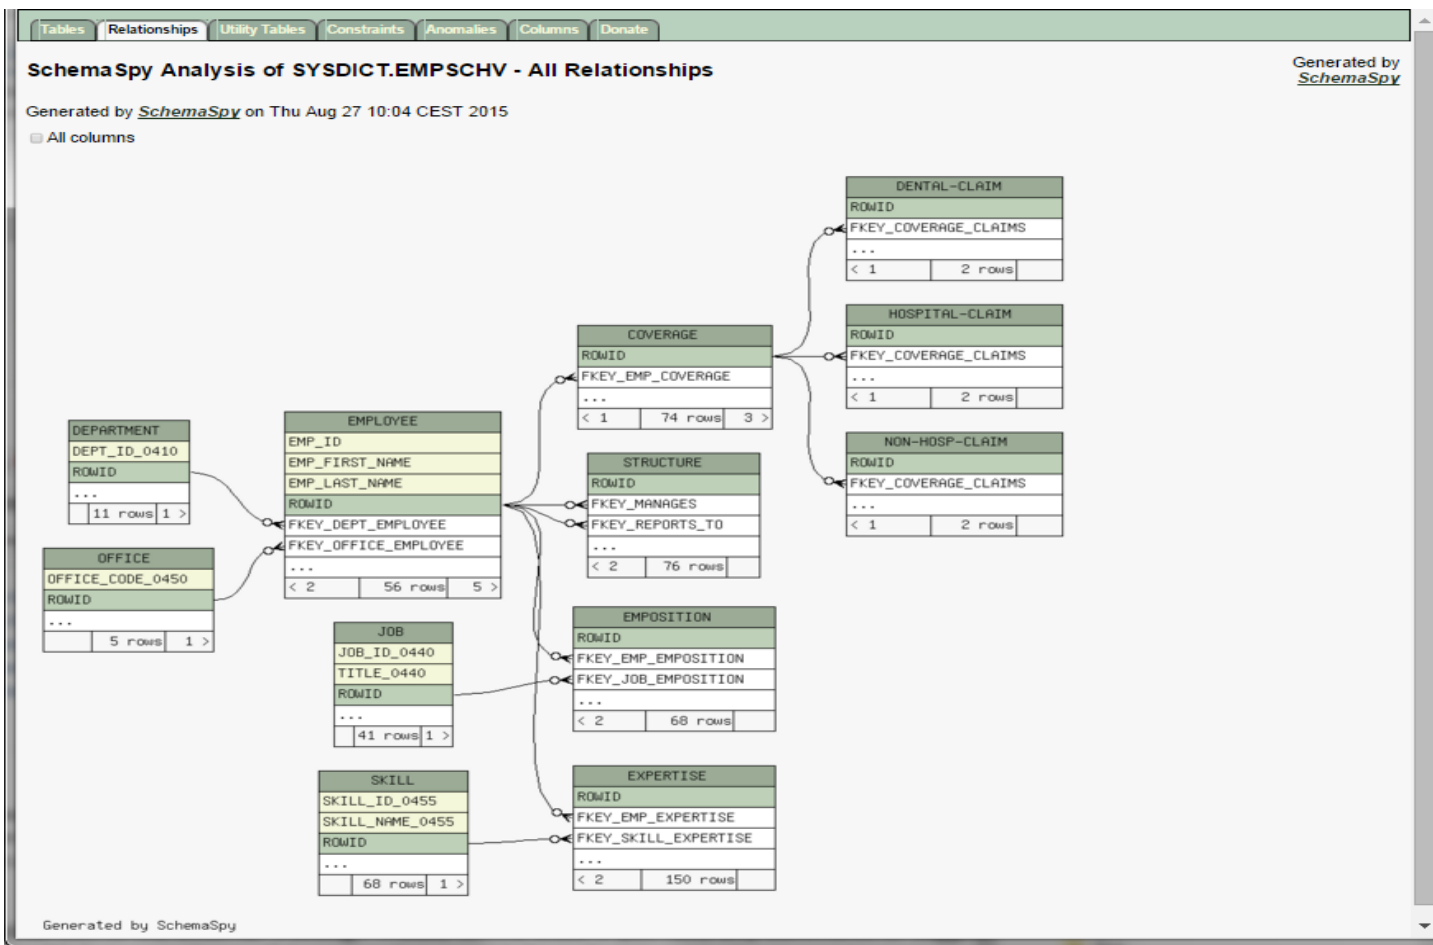 Tables Relationships Utility Tables Constraints Anomalies Columns Donate
SchemaSpy Analysis of SYSDICT.EMPSCHV - All Relationships
Generated by
SchemaSpy
Generated by SchemaSpy on Thu Aug 27 10:04 CEST 2015
All columns
DENTAL-CLAIM
ROWID
FKEY_COVERAGE_CLAIMS
...
< 1 2 rows
HOSPITAL-CLAIM
ROWID
FKEY_COVERAGE_CLAIMS
...
< 1 2 rows
NON-HOSP-CLAIM
ROWID
FKEY_COVERAGE_CLAIMS
...
< 1 2 rows
COVERAGE
ROWID
FKEY_EMP_COVERAGE
...
< 1 74 rows 3 >
DEPARTMENT
DEPT_ID_0410
ROWID
...
11 rows 1 >
EMPLOYEE
EMP_ID
EMP_FIRST_NAME
EMP_LAST_NAME
ROWID
FKEY_DEPT_EMPLOYEE
FKEY_OFFICE_EMPLOYEE
...
< 2 56 rows 5 >
STRUCTURE
ROWID
FKEY_MANAGES
FKEY_REPORTS_TO
...
< 2 76 rows
OFFICE
OFFICE_CODE_0450
ROWID
...
5 rows 1 >
JOB
JOB_ID_0440
TITLE_0440
ROWID
...
41 rows 1 >
EMPOSITION
ROWID
FKEY_EMP_EMPOSITION
FKEY_JOB_EMPOSITION
...
< 2 68 rows
SKILL
SKILL_ID_0455
SKILL_NAME_0455
ROWID
...
68 rows 1 >
EXPERTISE
ROWID
FKEY_EMP_EXPERTISE
FKEY_SKILL_EXPERTISE
...
< 2 150 rows
Generated by SchemaSpy